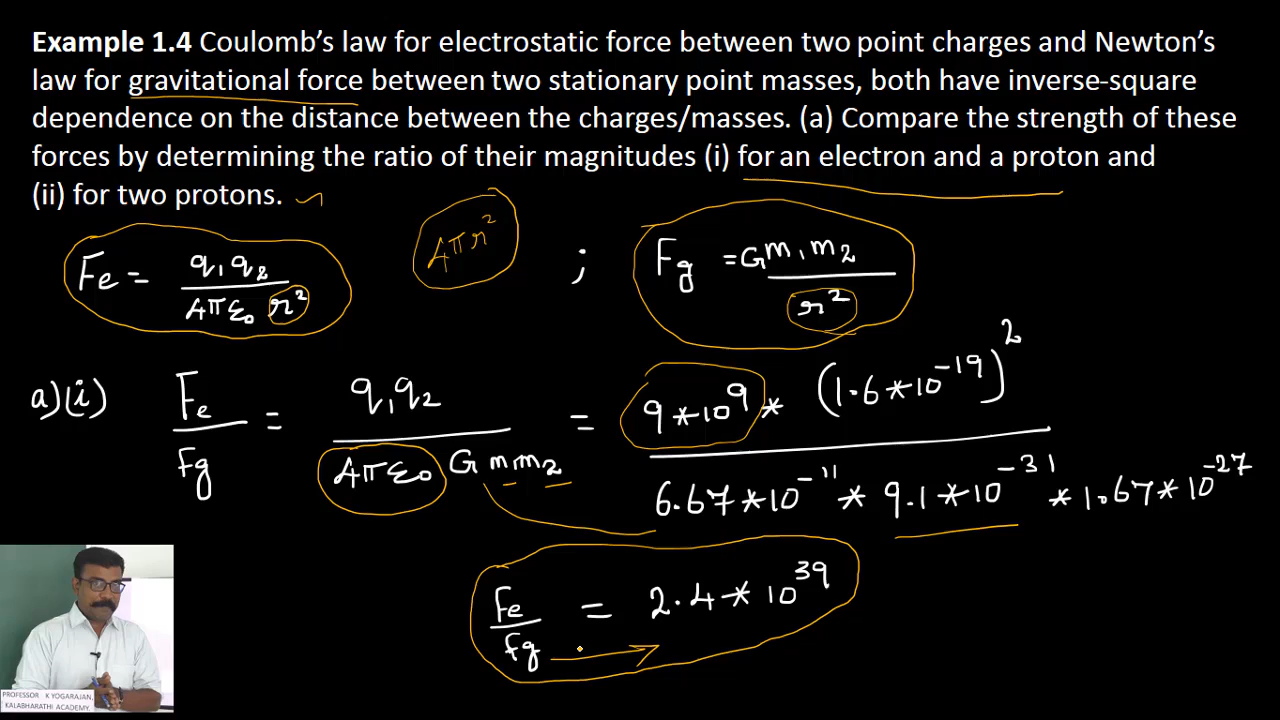 Example 1.4 Coulomb's law for electrostatic force between two point charges and Newton's
law for gravitational force between two stationary point masses, both have inverse-square
dependence on the distance between the charges/masses. (a) Compare the strength of these
forces by determining the ratio of their magnitudes (i) for an electron and a proton and
(ii) for two protons.
Fe = q₁q₂ / 4πε₀ r² 4πr² ; Fg = G m₁m₂ / r²
a)(i) Fe / Fg = q₁q₂ / 4πε₀ G m₁m₂ = 9*10⁹ * (1.6*10⁻¹⁹)² / 6.67*10⁻¹¹ * 9.1*10⁻³¹ * 1.67*10⁻²⁷
Fe / Fg = 2.4*10³⁹
PROFESSOR K YOGARAJAN,
KALABHARATHI ACADEMY.